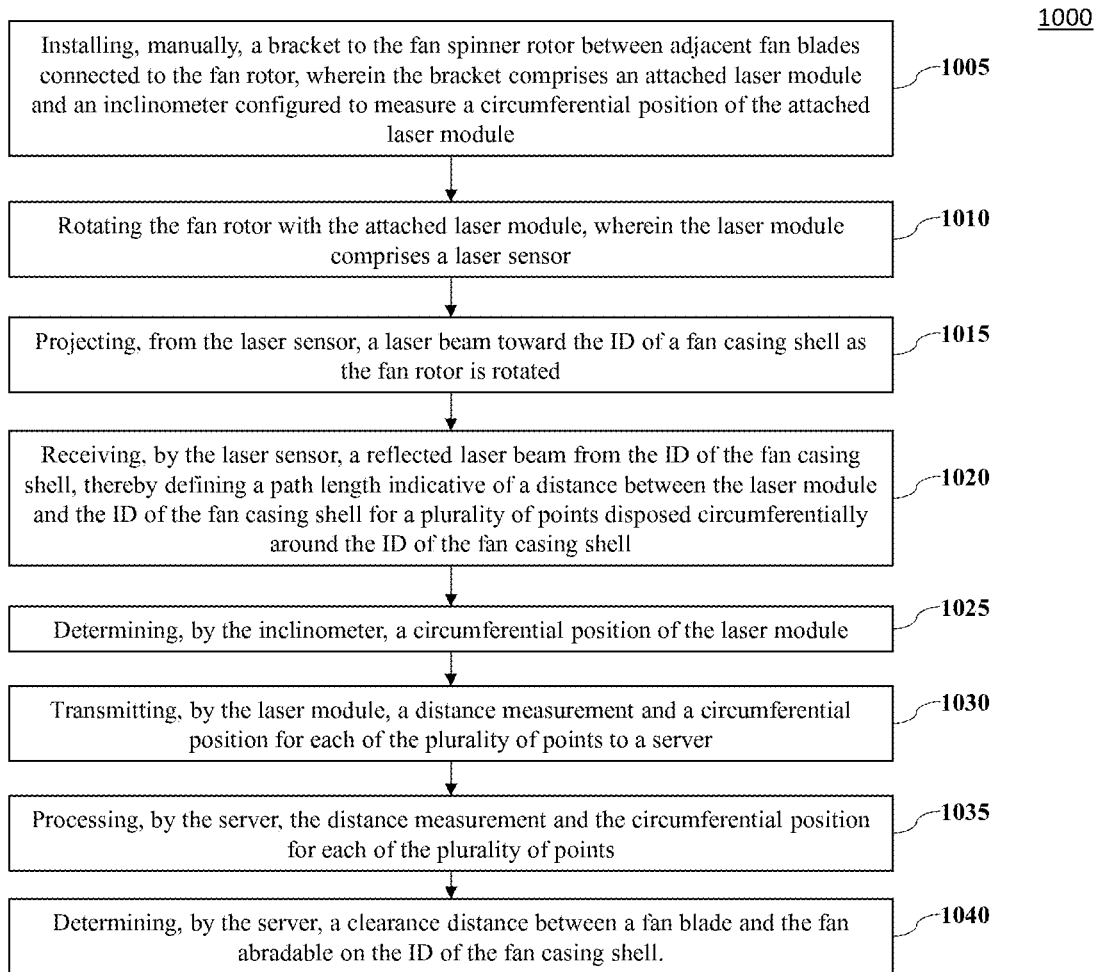 1000
Installing, manually, a bracket to the fan spinner rotor between adjacent fan blades
connected to the fan rotor, wherein the bracket comprises an attached laser module
and an inclinometer configured to measure a circumferential position of the attached
laser module
1005
Rotating the fan rotor with the attached laser module, wherein the laser module
comprises a laser sensor
1010
Projecting, from the laser sensor, a laser beam toward the ID of a fan casing shell as
the fan rotor is rotated
1015
Receiving, by the laser sensor, a reflected laser beam from the ID of the fan casing
shell, thereby defining a path length indicative of a distance between the laser module
and the ID of the fan casing shell for a plurality of points disposed circumferentially
around the ID of the fan casing shell
1020
Determining, by the inclinometer, a circumferential position of the laser module
1025
Transmitting, by the laser module, a distance measurement and a circumferential
position for each of the plurality of points to a server
1030
Processing, by the server, the distance measurement and the circumferential position
for each of the plurality of points
1035
Determining, by the server, a clearance distance between a fan blade and the fan
abradable on the ID of the fan casing shell.
1040